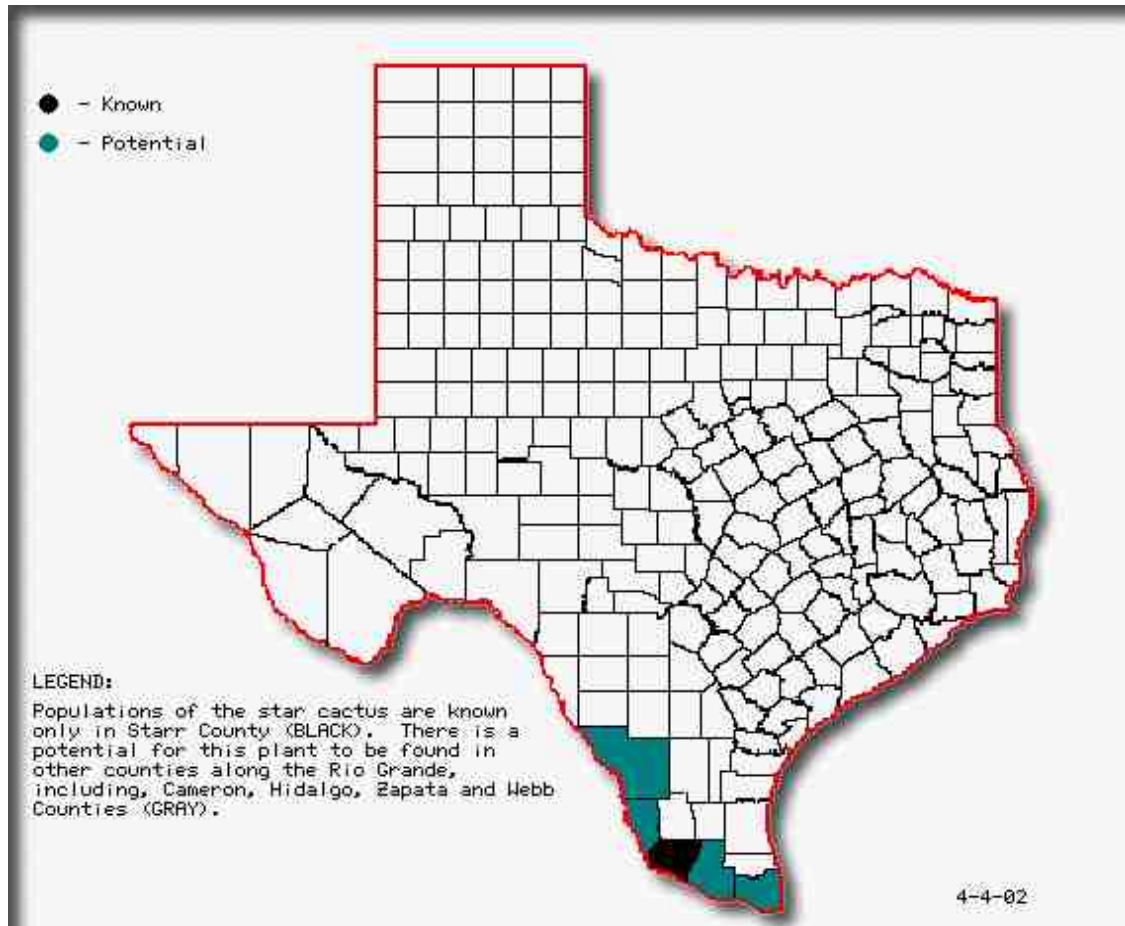 - Known
- Potential
LEGEND:
Populations of the star cactus are known
only in Starr County (BLACK).  There is a
potential for this plant to be found in
other counties along the Rio Grande,
including, Cameron, Hidalgo, Zapata and Webb
Counties (GRAY).
4-4-02